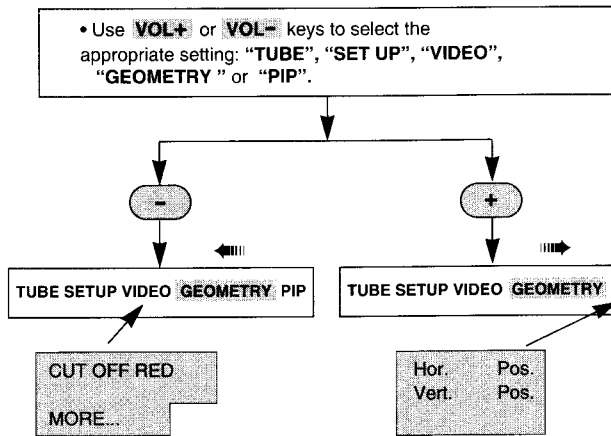 • Use VOL+ or VOL- keys to select the
appropriate setting: “TUBE”, “SET UP”, “VIDEO”,
“GEOMETRY ” or “PIP”.
-
+
TUBE SETUP VIDEO GEOMETRY PIP
TUBE SETUP VIDEO GEOMETRY
CUT OFF RED
MORE...
Hor. Pos.
Vert. Pos.